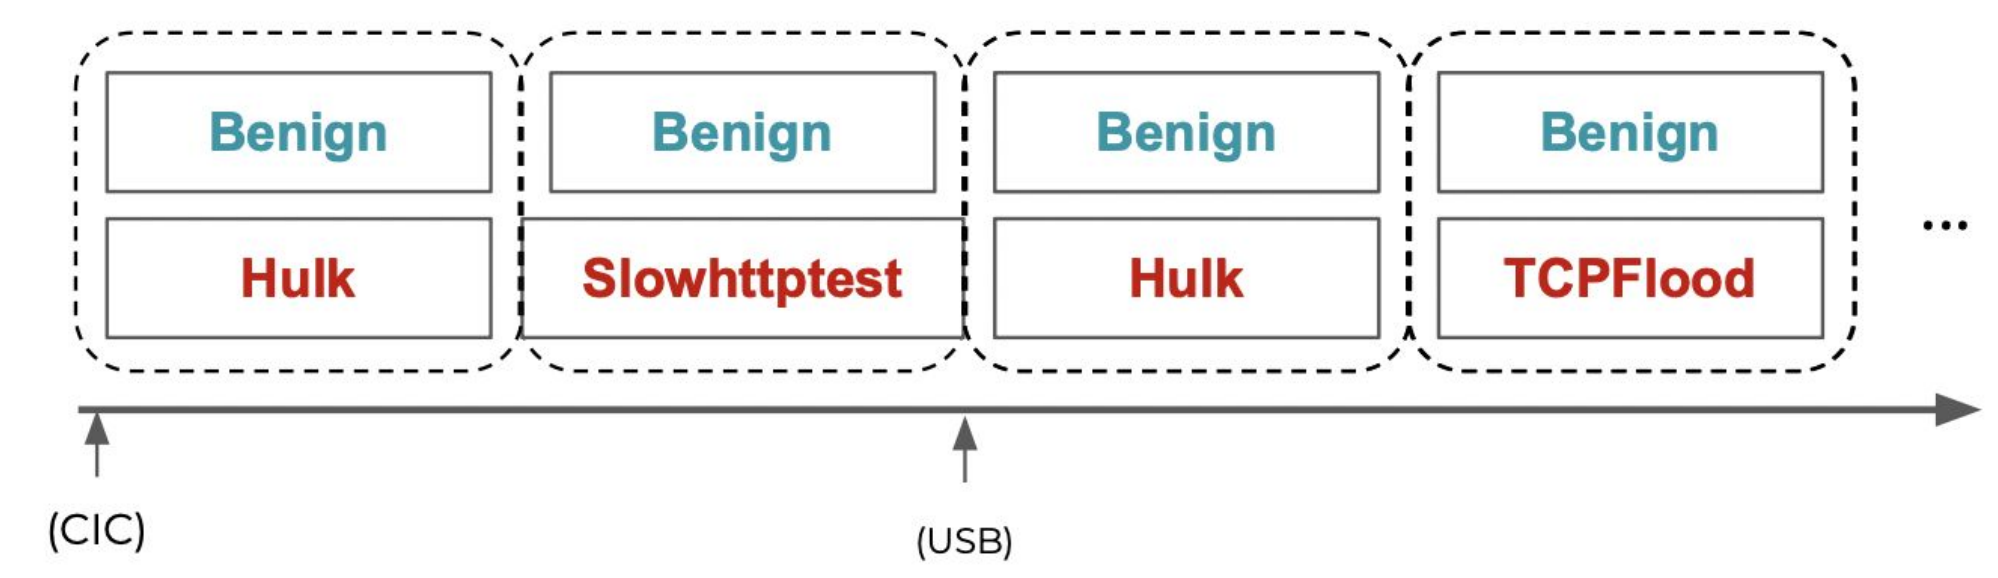 Benign Benign Benign Benign
Hulk Slowhttptest Hulk TCPFlood
...
(CIC) (USB)